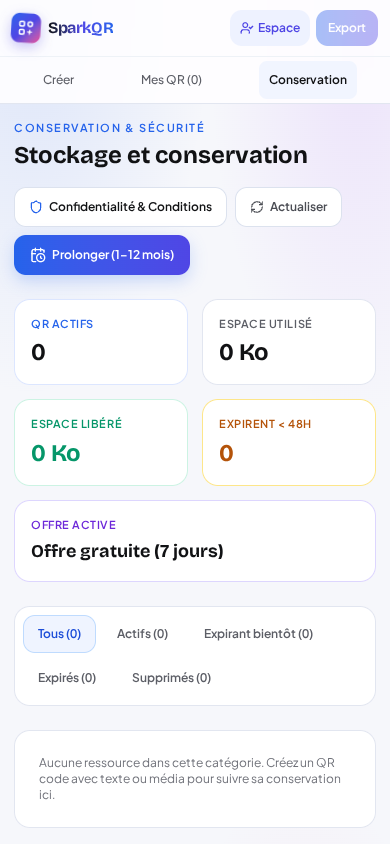 SparkQR
Espace
Export
Créer
Mes QR (0)
Conservation
CONSERVATION & SÉCURITÉ
Stockage et conservation
Confidentialité & Conditions
Actualiser
Prolonger (1–12 mois)
QR ACTIFS
0
ESPACE UTILISÉ
0 Ko
ESPACE LIBÉRÉ
0 Ko
EXPIRENT < 48H
0
OFFRE ACTIVE
Offre gratuite (7 jours)
Tous (0)
Actifs (0)
Expirant bientôt (0)
Expirés (0)
Supprimés (0)
Aucune ressource dans cette catégorie. Créez un QR
code avec texte ou média pour suivre sa conservation
ici.